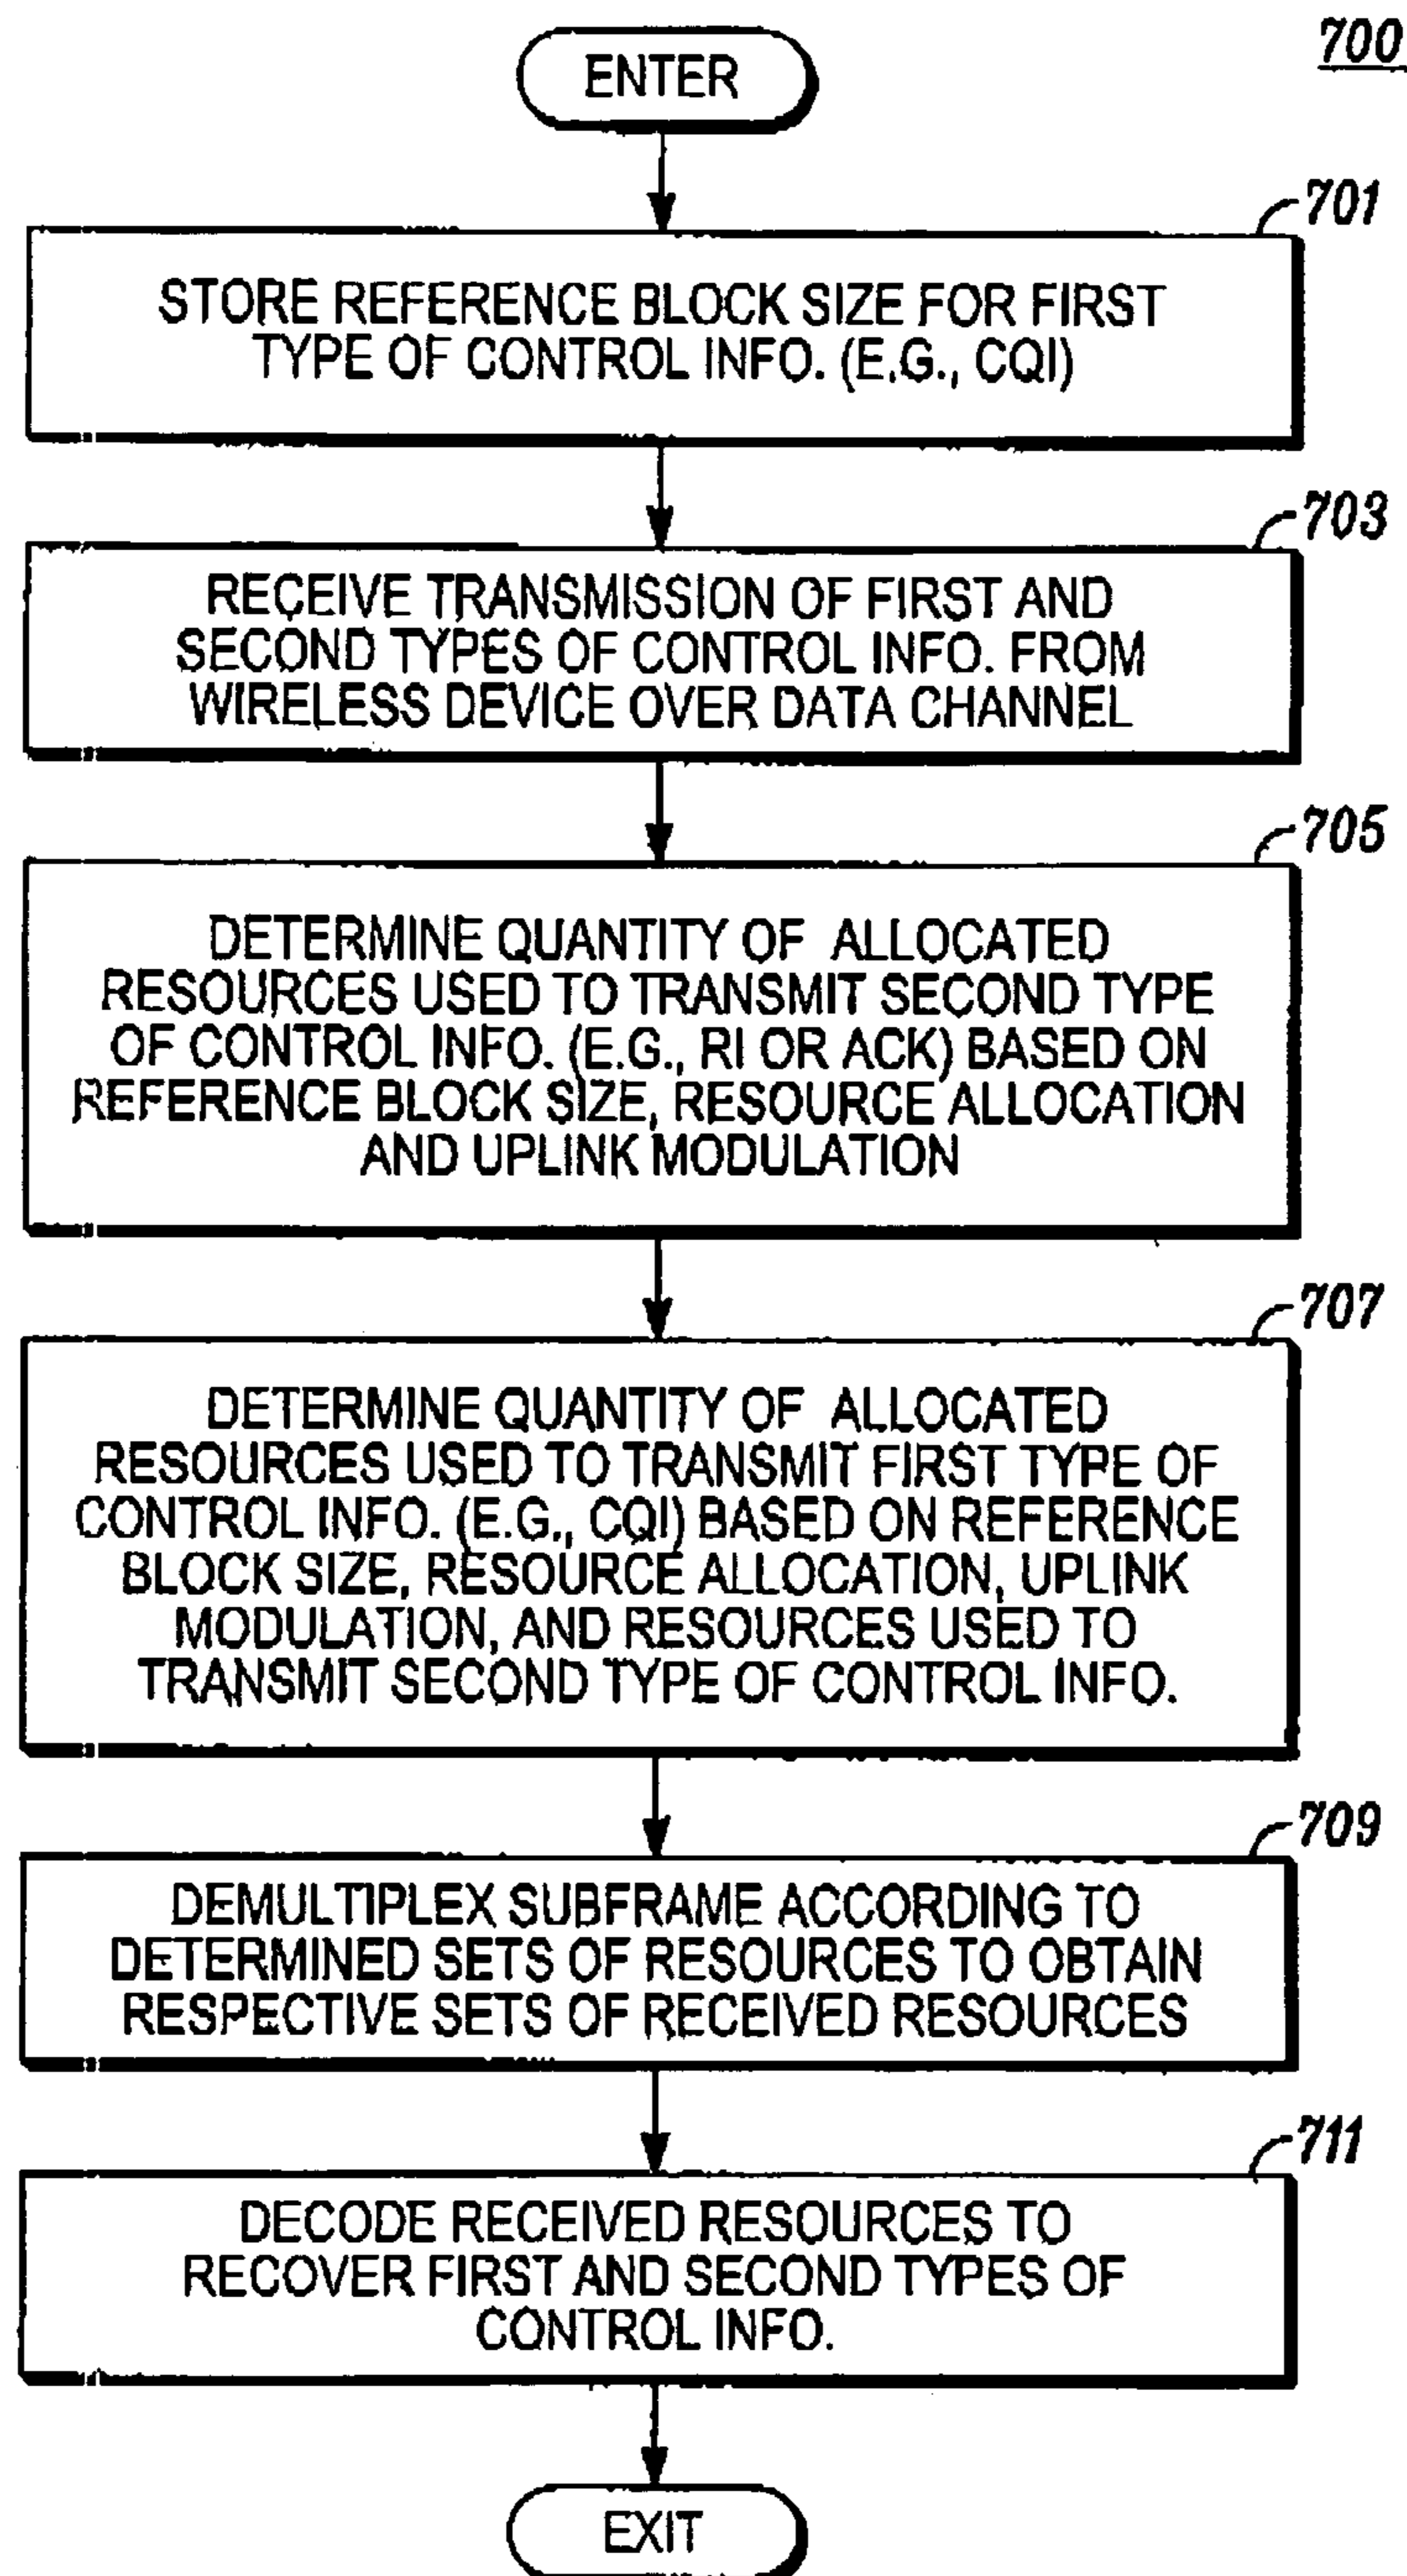 700
ENTER
701
STORE REFERENCE BLOCK SIZE FOR FIRST
TYPE OF CONTROL INFO. (E.G., CQI)
703
RECEIVE TRANSMISSION OF FIRST AND
SECOND TYPES OF CONTROL INFO. FROM
WIRELESS DEVICE OVER DATA CHANNEL
705
DETERMINE QUANTITY OF ALLOCATED
RESOURCES USED TO TRANSMIT SECOND TYPE
OF CONTROL INFO. (E.G., RI OR ACK) BASED ON
REFERENCE BLOCK SIZE, RESOURCE ALLOCATION
AND UPLINK MODULATION
707
DETERMINE QUANTITY OF ALLOCATED
RESOURCES USED TO TRANSMIT FIRST TYPE OF
CONTROL INFO. (E.G., CQI) BASED ON REFERENCE
BLOCK SIZE, RESOURCE ALLOCATION, UPLINK
MODULATION, AND RESOURCES USED TO
TRANSMIT SECOND TYPE OF CONTROL INFO.
709
DEMULTIPLEX SUBFRAME ACCORDING TO
DETERMINED SETS OF RESOURCES TO OBTAIN
RESPECTIVE SETS OF RECEIVED RESOURCES
711
DECODE RECEIVED RESOURCES TO
RECOVER FIRST AND SECOND TYPES OF
CONTROL INFO.
EXIT